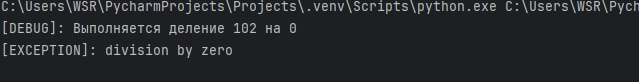 C:\Users\WSR\PycharmProjects\Projects\.venv\Scripts\python.exe C:\Users\WSR\Pych
[DEBUG]: Выполняется деление 102 на 0
[EXCEPTION]: division by zero